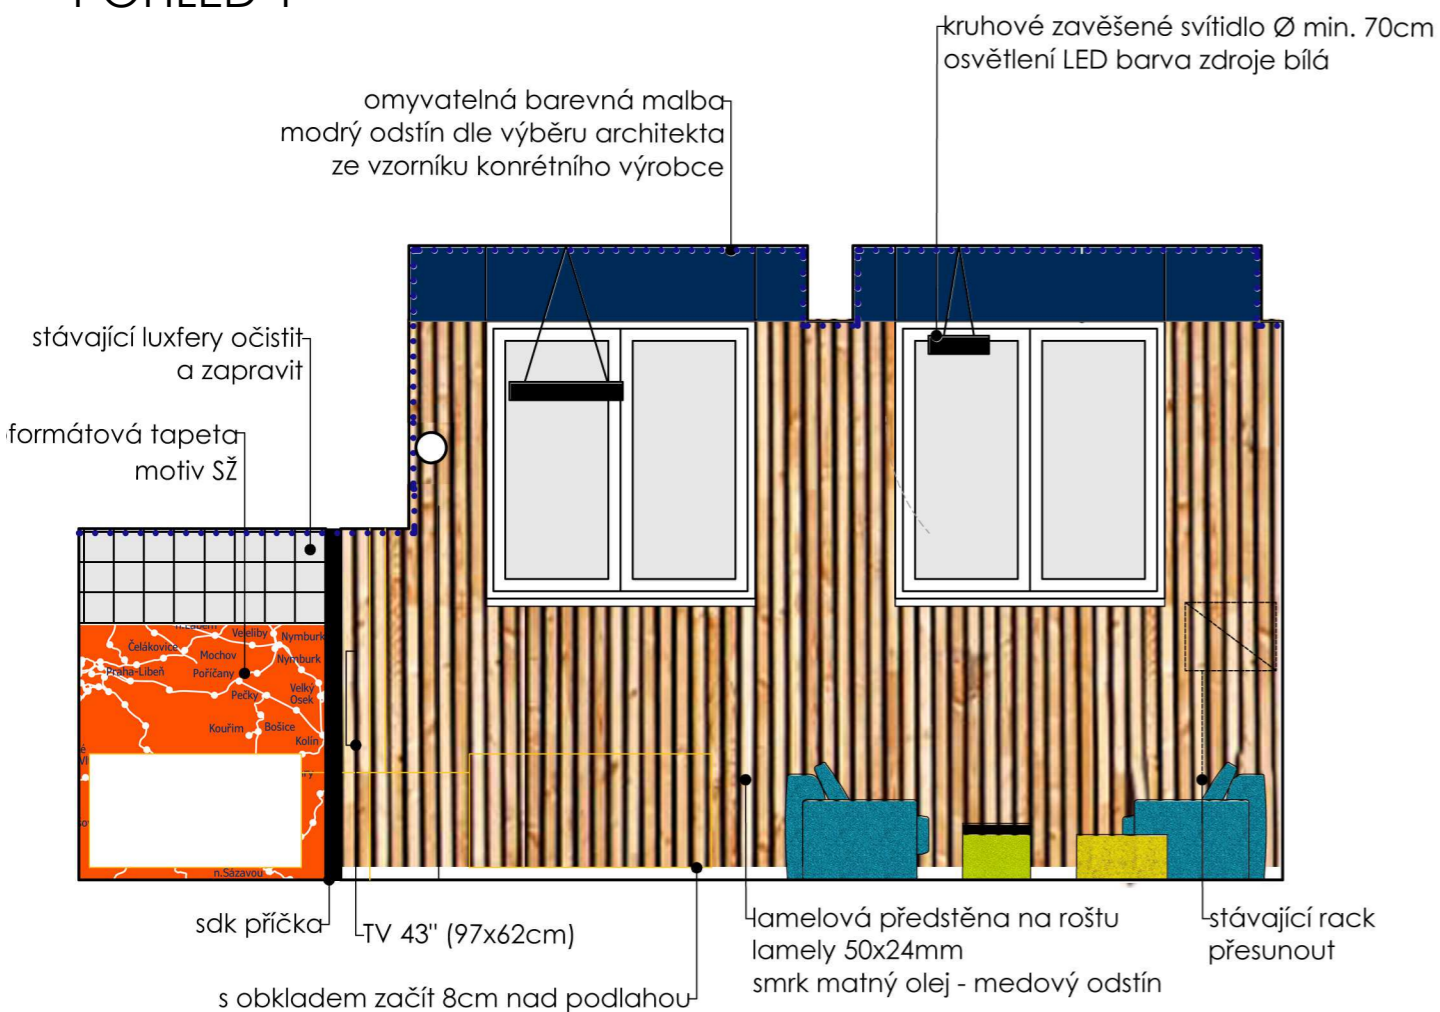 kruhové zavěšené svítidlo Ø min. 70cm
osvětlení LED barva zdroje bílá
omyvatelná barevná malba
modrý odstín dle výběru architekta
ze vzorníku konrétního výrobce
stávající luxfery očistit
a zapravit
formátová tapeta
motiv SŽ
Veleliby
Nymburk
Čelákovice
Mochov
Nymburk
Praha-Libeň
Poříčany
Pečky
Velký
Osek
Kouřim
Bošice
Kolín
n.Sázavou
sdk příčka
TV 43" (97x62cm)
s obkladem začít 8cm nad podlahou
lamelová předstěna na roštu
lamely 50x24mm
smrk matný olej - medový odstín
stávající rack
přesunout